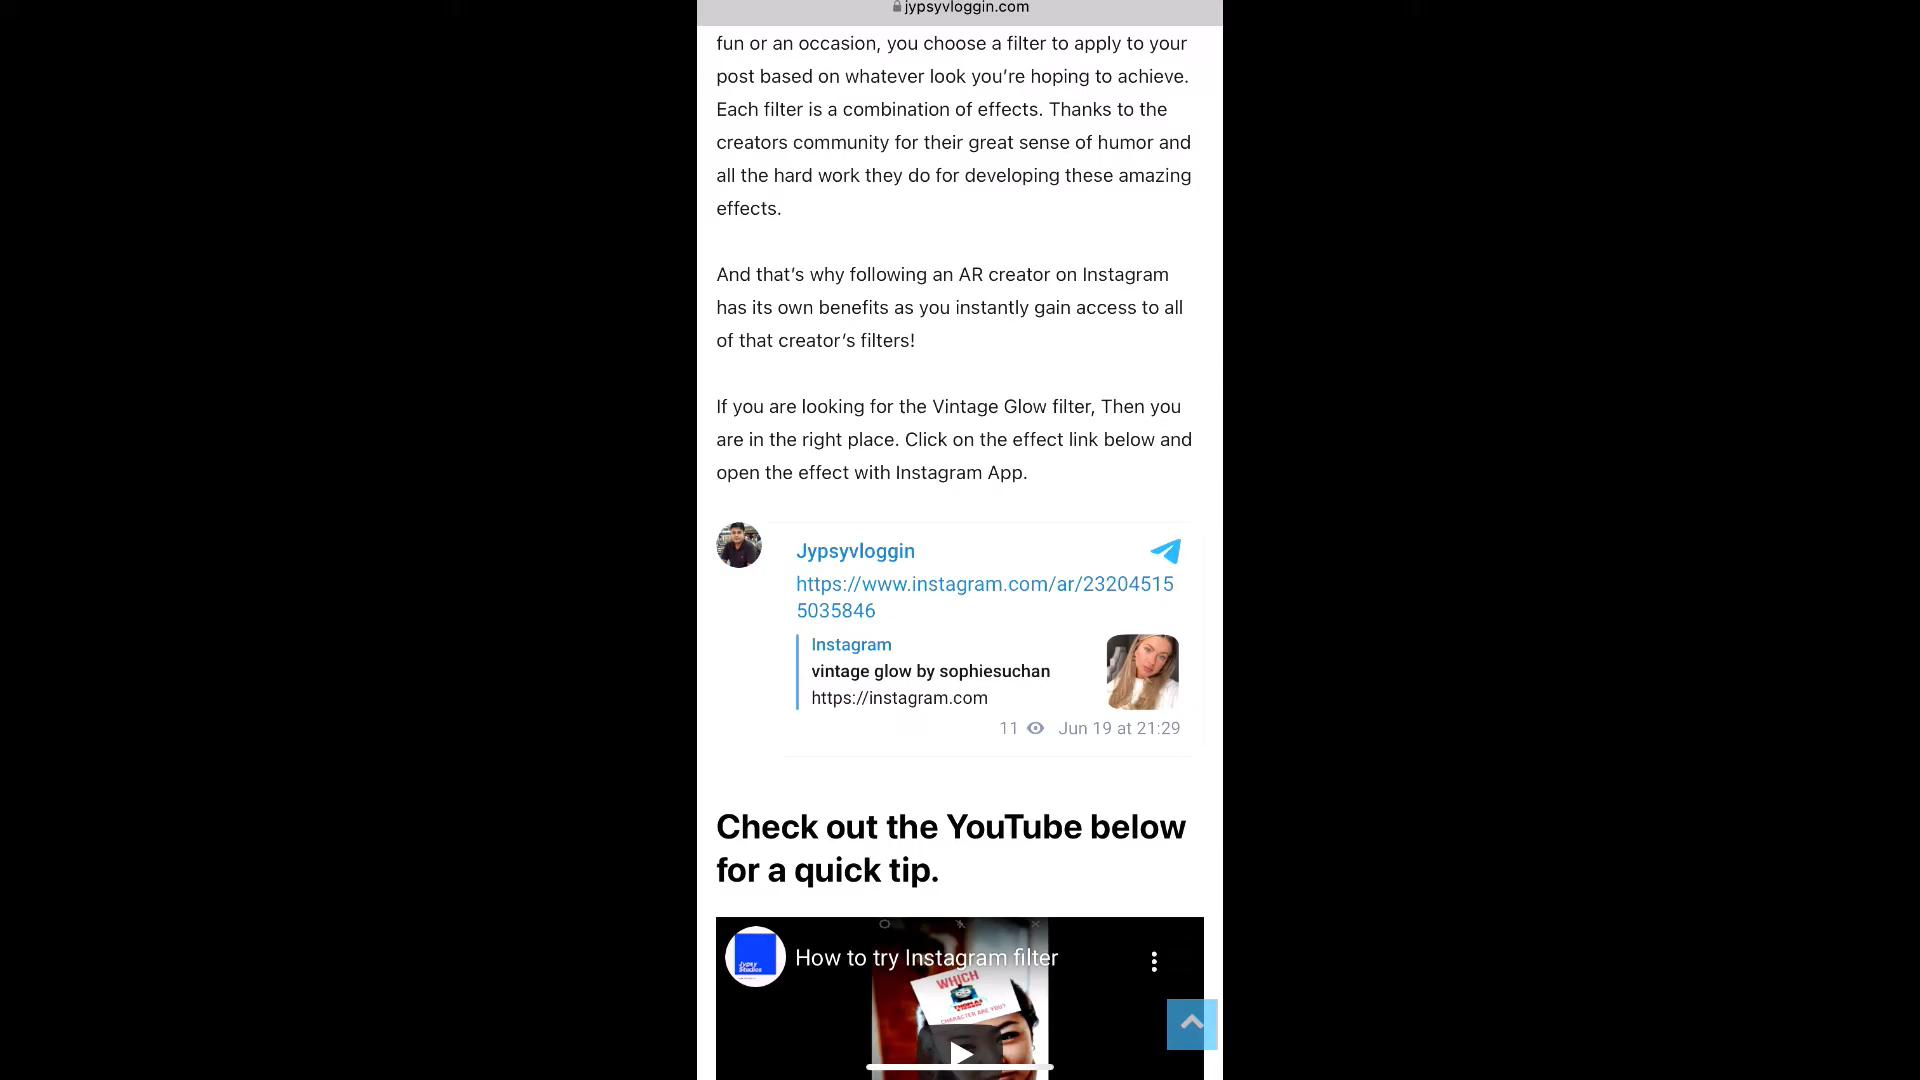 jypsyvloggin.com
fun or an occasion, you choose a filter to apply to your
post based on whatever look you’re hoping to achieve.
Each filter is a combination of effects. Thanks to the
creators community for their great sense of humor and
all the hard work they do for developing these amazing
effects.
And that’s why following an AR creator on Instagram
has its own benefits as you instantly gain access to all
of that creator’s filters!
If you are looking for the Vintage Glow filter, Then you
are in the right place. Click on the effect link below and
open the effect with Instagram App.
Jypsyvloggin
https://www.instagram.com/ar/23204515
5035846
Instagram
vintage glow by sophiesuchan
https://instagram.com
11 Jun 19 at 21:29
Check out the YouTube below
for a quick tip.
Jypsy
Studios
How to try Instagram filter
WHICH
THOMAS
CHARACTER ARE YOU?